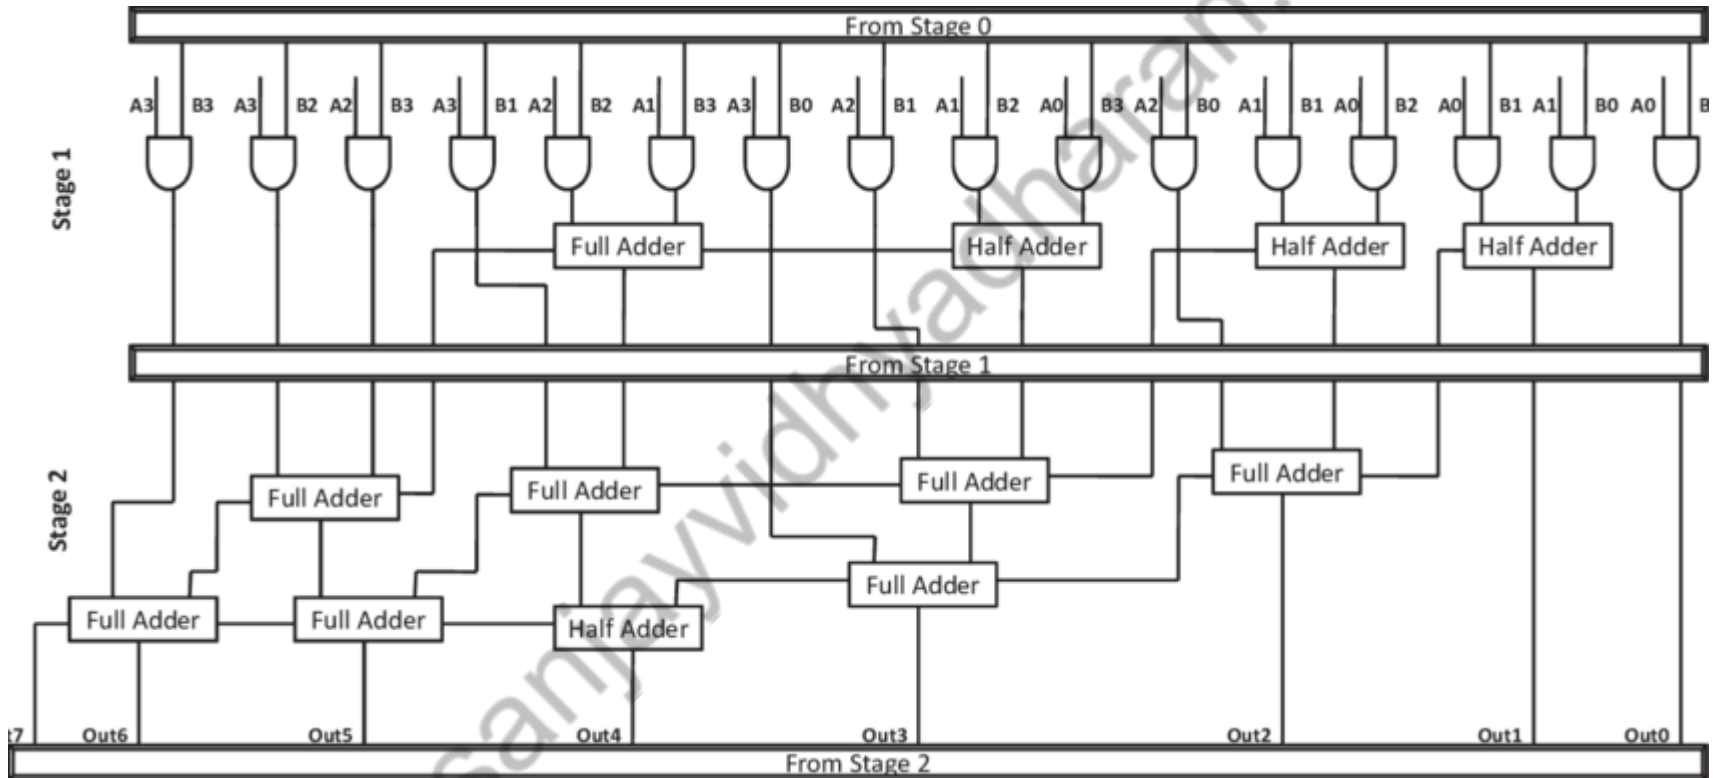 From Stage 0
A3 B3 A3 B2 A2 B3 A3 B1 A2 B2 A1 B3 A3 B0 A2 B1 A1 B2 A0 B3 A2 B0 A1 B1 A0 B2 A0 B1 A1 B0 A0 B
Stage 1
Full Adder Half Adder Half Adder Half Adder
From Stage 1
Stage 2
Full Adder Full Adder Full Adder Full Adder
Full Adder
Full Adder Full Adder Half Adder
t7 Out6 Out5 Out4 Out3 Out2 Out1 Out0
From Stage 2
sanjayvidhyadharan.